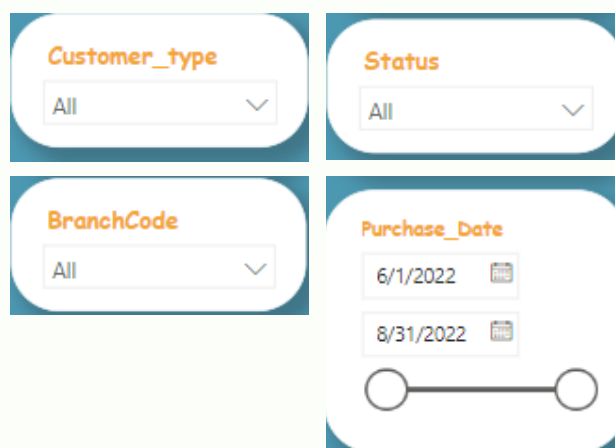 Customer_type
All
Status
All
BranchCode
All
Purchase_Date
6/1/2022
8/31/2022